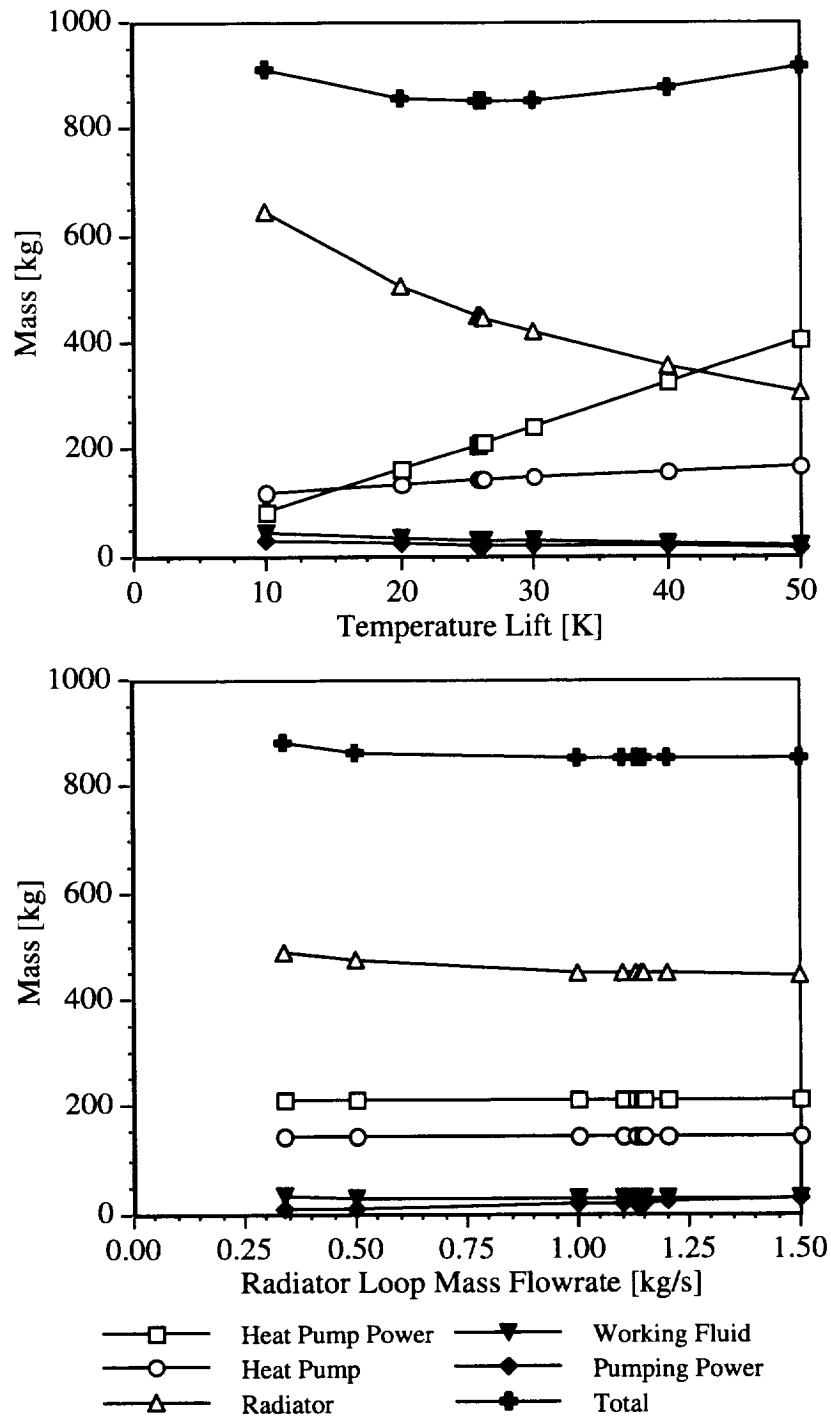 1000
800
600
400
200
0
Mass [kg]
0 10 20 30 40 50
Temperature Lift [K]
1000
800
600
400
200
0
Mass [kg]
0.00 0.25 0.50 0.75 1.00 1.25 1.50
Radiator Loop Mass Flowrate [kg/s]
Heat Pump Power
Working Fluid
Heat Pump
Pumping Power
Radiator
Total